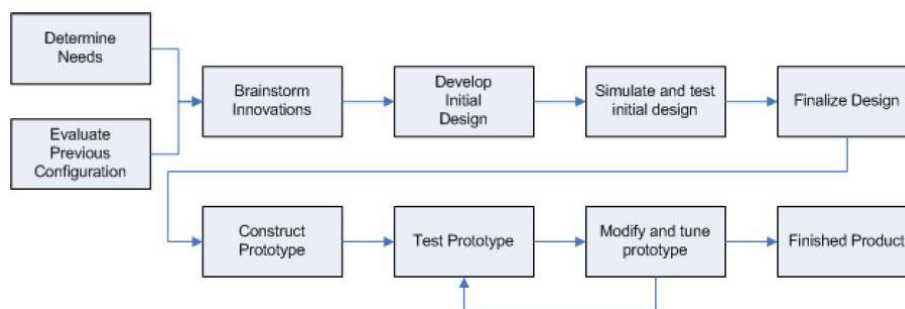 Determine
Needs
Evaluate
Previous
Configuration
Brainstorm
Innovations
Develop
Initial
Design
Simulate and test
initial design
Finalize Design
Construct
Prototype
Test Prototype
Modify and tune
prototype
Finished Product